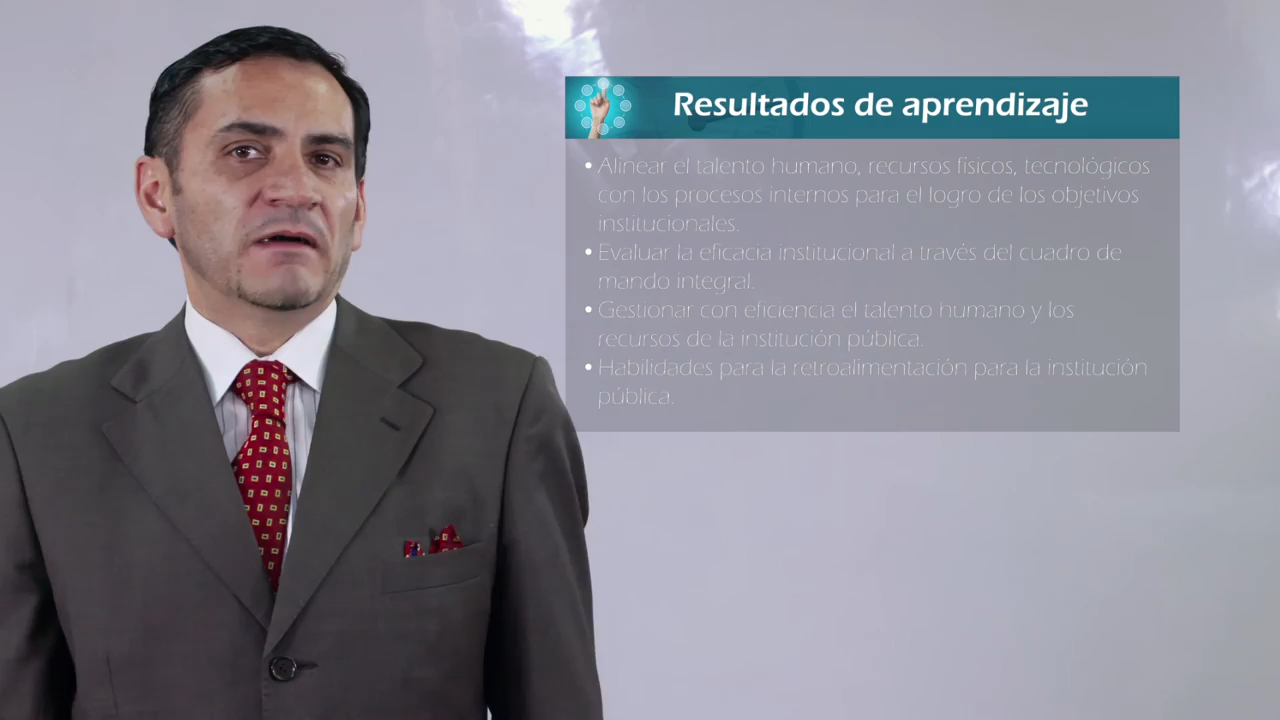 Resultados de aprendizaje
• Alinear el talento humano, recursos físicos, tecnológicos
con los procesos internos para el logro de los objetivos
institucionales.
• Evaluar la eficacia institucional a través del cuadro de
mando integral.
• Gestionar con eficiencia el talento humano y los
recursos de la institución pública.
• Habilidades para la retroalimentación para la institución
pública.